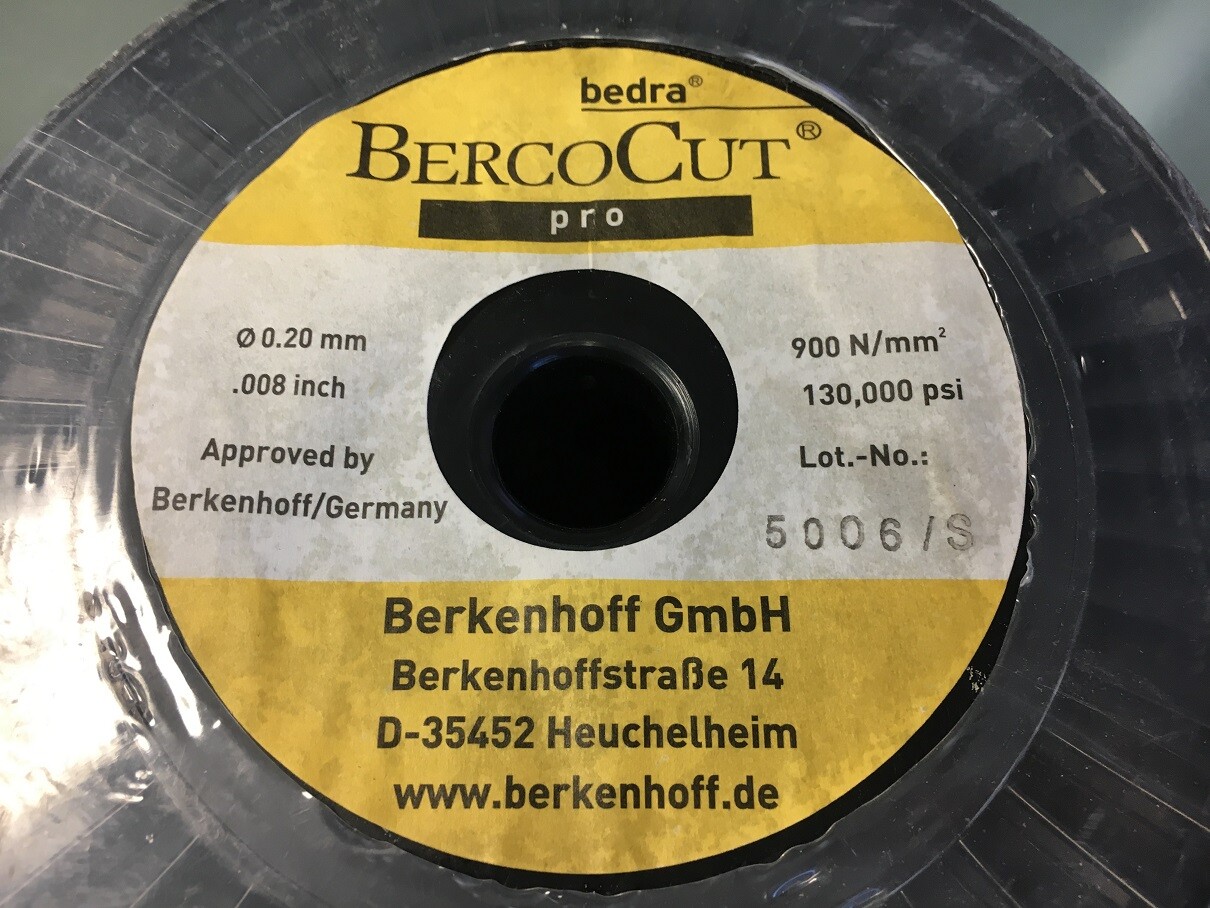 bedra®
BERCOCUT®
pro
Ø 0.20 mm
.008 inch
Approved by
Berkenhoff/Germany
900 N/mm²
130,000 psi
Lot.-No.:
5006/S
Berkenhoff GmbH
Berkenhoffstraße 14
D-35452 Heuchelheim
www.berkenhoff.de